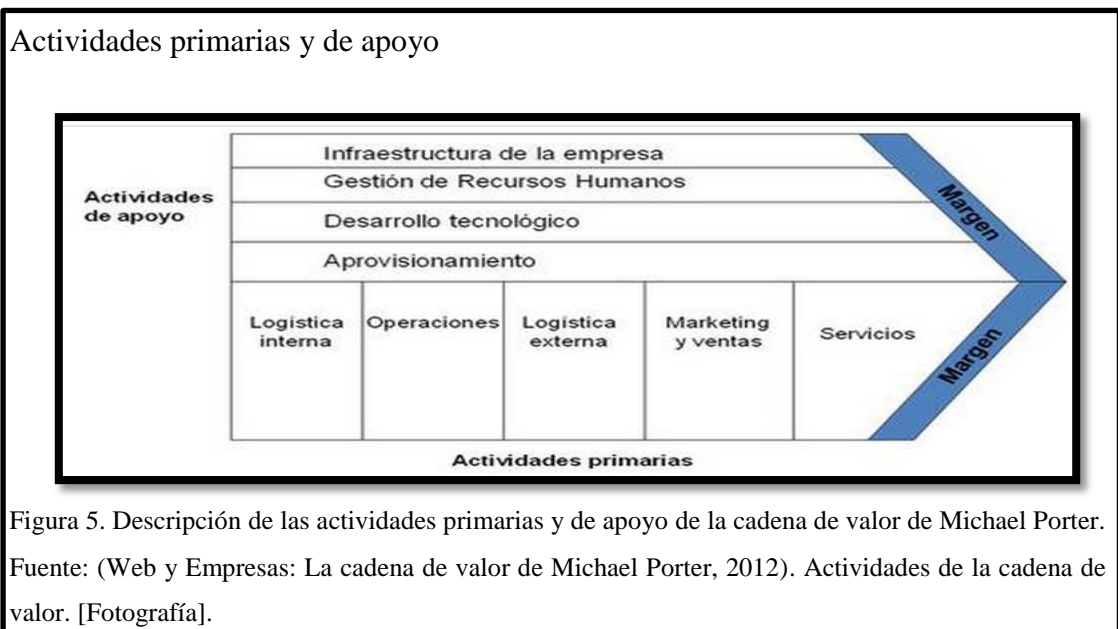 Actividades primarias y de apoyo
Infraestructura de la empresa
Gestión de Recursos Humanos
Actividades
de apoyo
Desarrollo tecnológico
Aprovisionamiento
Margen
Logística
interna
Operaciones
Logística
externa
Marketing
y ventas
Servicios
Margen
Actividades primarias
Figura 5. Descripción de las actividades primarias y de apoyo de la cadena de valor de Michael Porter.
Fuente: (Web y Empresas: La cadena de valor de Michael Porter, 2012). Actividades de la cadena de
valor. [Fotografía].